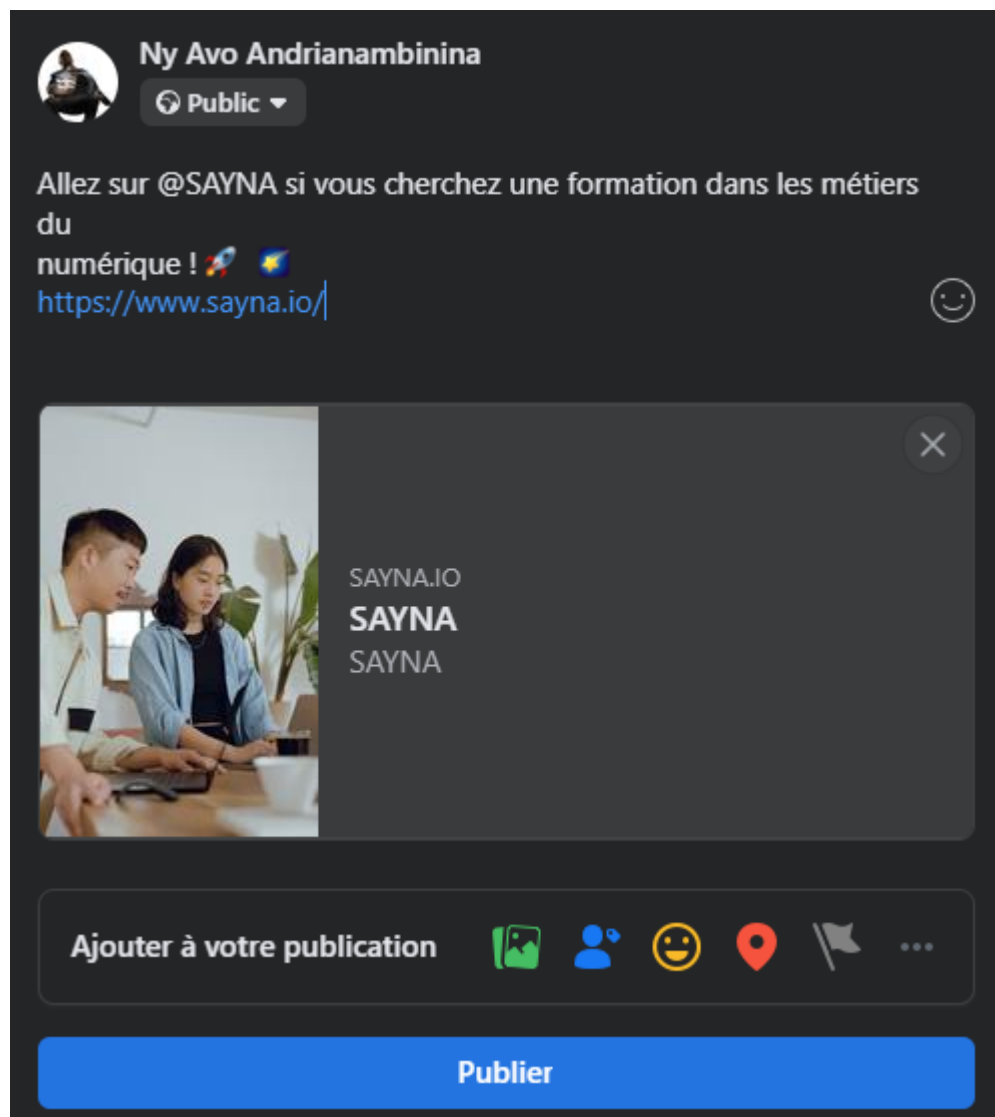 Ny Avo Andrianambinina
Public
Allez sur @SAYNA si vous cherchez une formation dans les métiers
du
numérique ! 🚀 🌠
https://www.sayna.io/
SAYNA.IO
SAYNA
SAYNA
Ajouter à votre publication
Publier